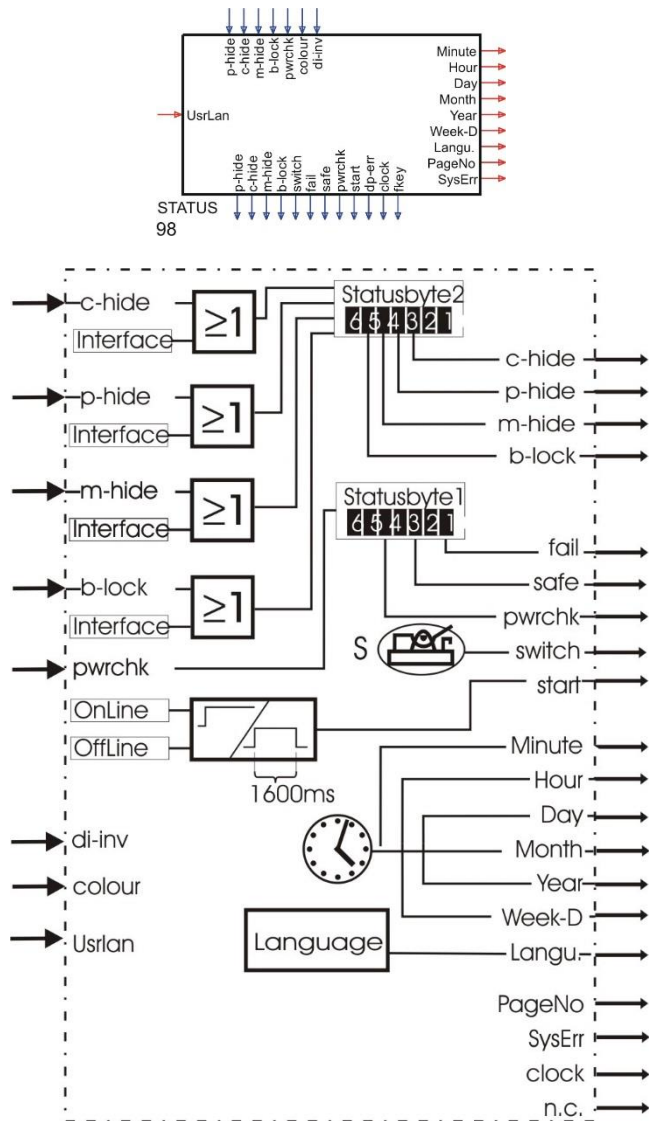 p-hide
c-hide
m-hide
b-lock
pwrchk
colour
di-inv
Minute
Hour
Day
Month
Year
Week-D
Langu.
PageNo
SysErr
UsrLan
p-hide
c-hide
m-hide
b-lock
switch
fail
safe
pwrchk
start
dp-err
clock
fkey
STATUS
98
c-hide
Interface
≥1
Statusbyte2
6 5 4 3 2 1
c-hide
p-hide
m-hide
b-lock
p-hide
Interface
≥1
m-hide
Interface
≥1
Statusbyte1
6 5 4 3 2 1
fail
safe
pwrchk
switch
start
b-lock
Interface
≥1
pwrchk
S
OnLine
OffLine
1600ms
Minute
Hour
Day
Month
Year
Week-D
Langu.
di-inv
colour
Usrlan
Language
PageNo
SysErr
clock
n.c.